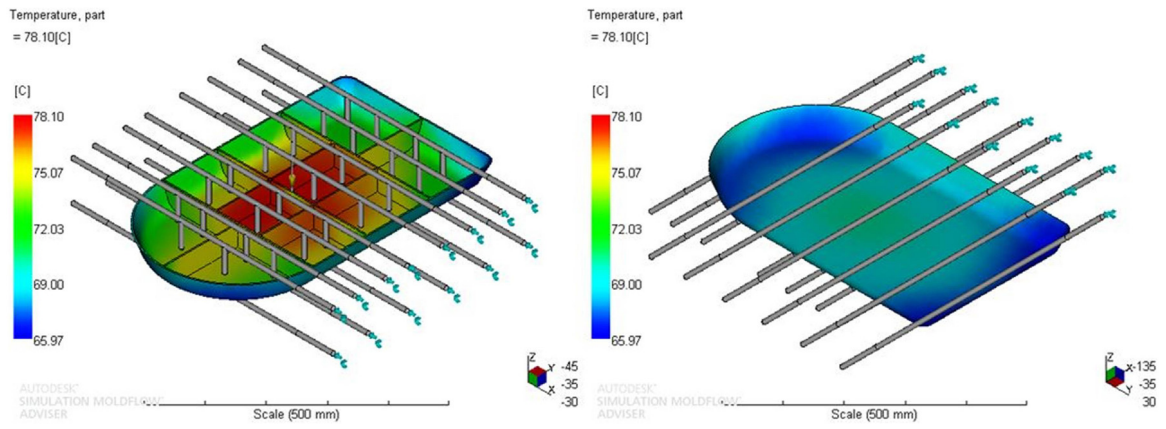 Temperature, part
= 78.10[C]
[C]
78.10
75.07
72.03
69.00
65.97
AUTODESK®
SIMULATION MOLDFLOW®
ADVISER
Scale (500 mm)
Z
Y
X
-45
-35
-30
Temperature, part
= 78.10[C]
[C]
78.10
75.07
72.03
69.00
65.97
AUTODESK®
SIMULATION MOLDFLOW®
ADVISER
Scale (500 mm)
Z
X
Y
-135
-35
30